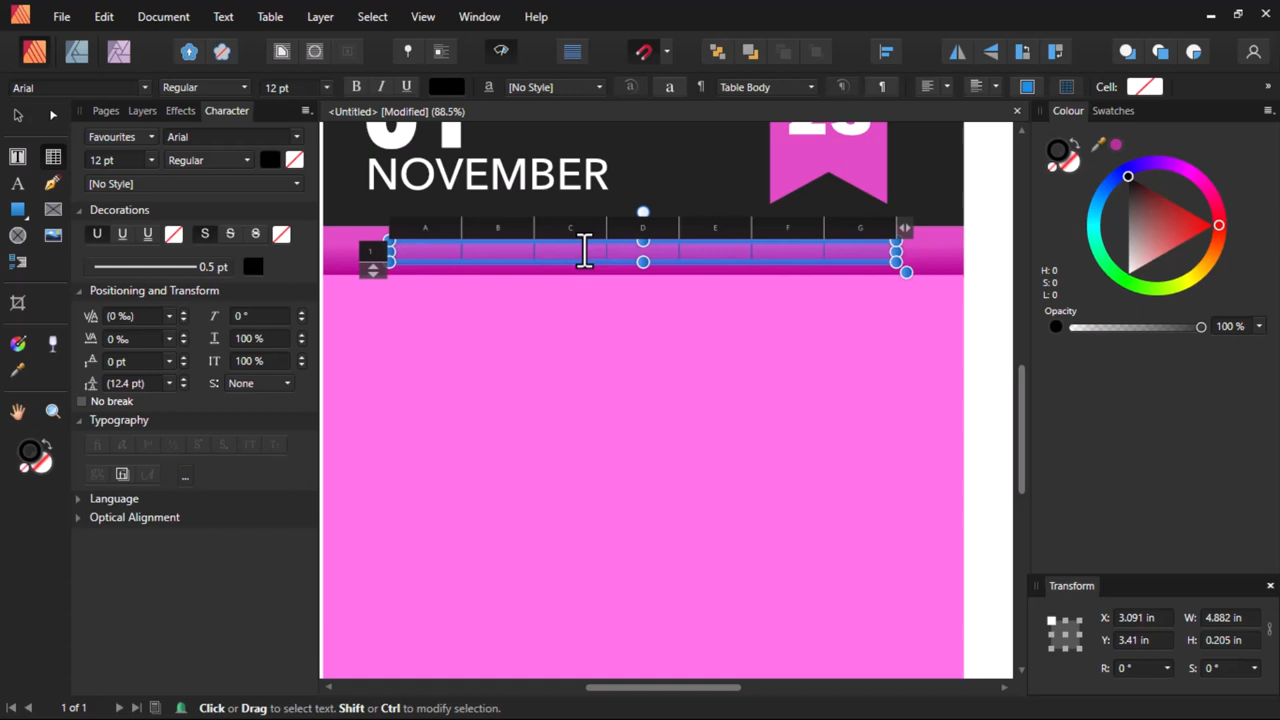 File Edit Document Text Table Layer Select View Window Help
Arial Regular 12 pt B I U a [No Style] a a ¶ Table Body ¶ Cell: »
Pages Layers Effects Character
<Untitled> [Modified] (88.5%)
Colour Swatches
Favourites Arial
12 pt Regular
[No Style]
Decorations
U U U S S S
0.5 pt
Positioning and Transform
(0 ‰) 0 °
0 ‰ 100 %
0 pt 100 %
(12.4 pt) S: None
No break
Typography
...
Language
Optical Alignment
NOVEMBER
A B C D E F G
1
H: 0
S: 0
L: 0
Opacity
100 %
Transform
X: 3.091 in W: 4.882 in
Y: 3.41 in H: 0.205 in
R: 0 ° S: 0 °
1 of 1 Click or Drag to select text. Shift or Ctrl to modify selection.